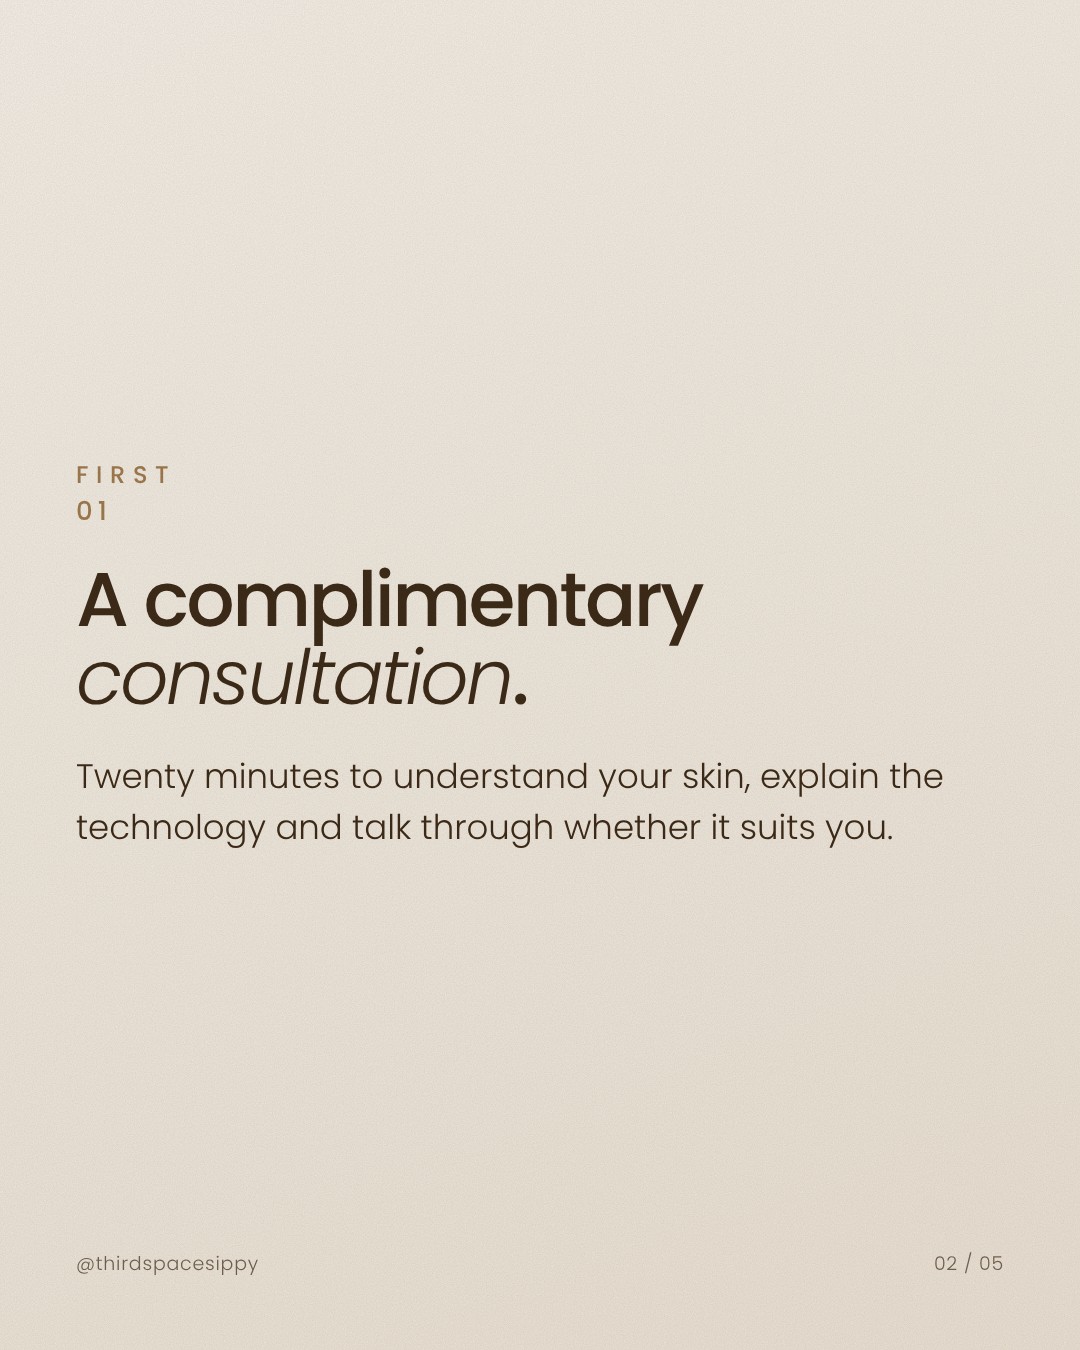 FIRST
01
A complimentary
consultation.
Twenty minutes to understand your skin, explain the
technology and talk through whether it suits you.
@thirdspacesippy
02 / 05